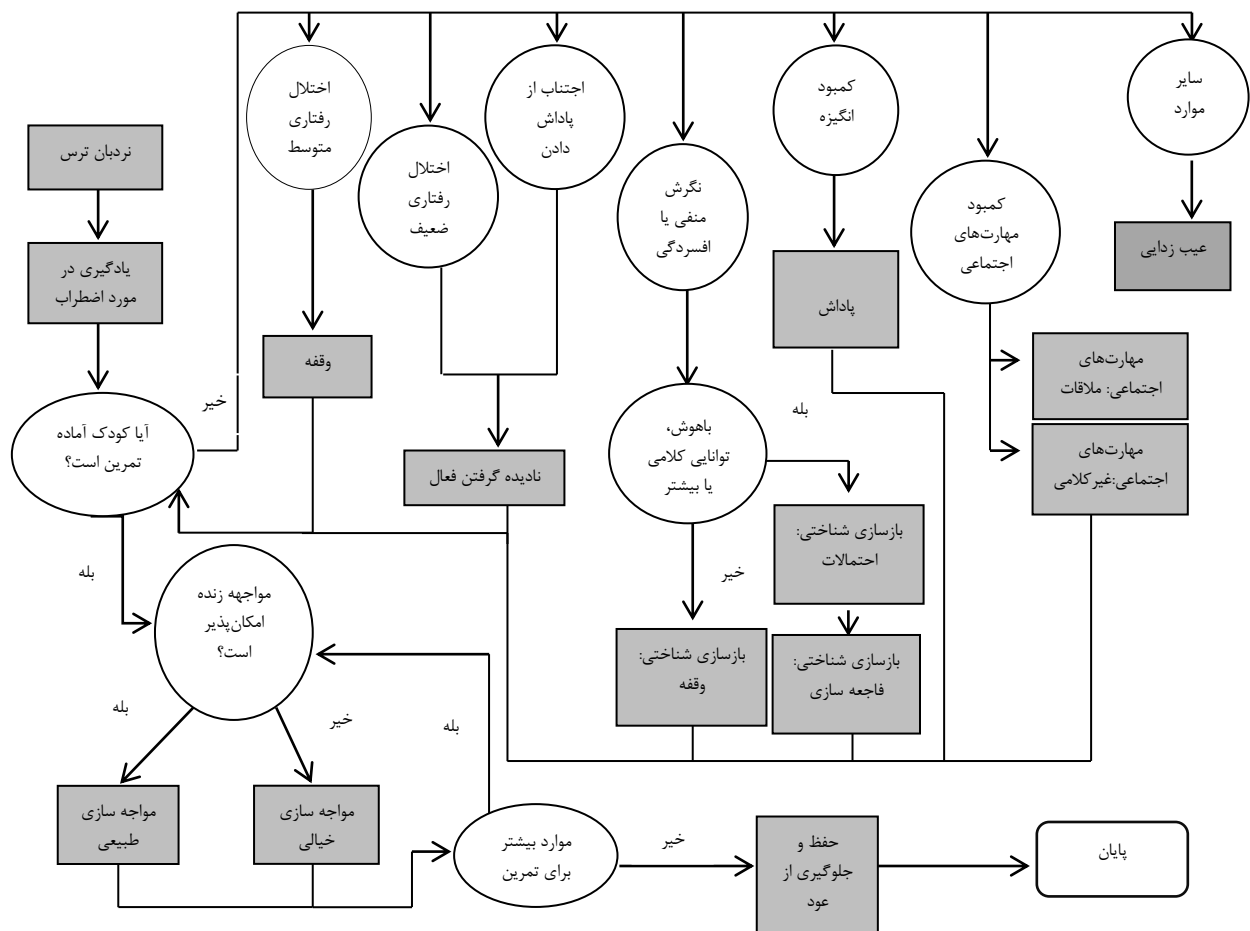 اختلال
رفتاری
متوسط
اختلال
رفتاری
ضعیف
اجتناب از
پاداش
دادن
نگرش
منفی یا
افسردگی
کمبود
انگیزه
کمبود
مهارت‌های
اجتماعی
سایر
موارد
نردبان ترس
یادگیری در
مورد اضطراب
آیا کودک آماده
تمرین است؟
خیر
وقفه
نادیده گرفتن فعال
پاداش
عیب زدایی
مهارت‌های
اجتماعی: ملاقات
مهارت‌های
اجتماعی:غیرکلامی
باهوش،
توانایی کلامی
یا بیشتر
بله
خیر
بازسازی شناختی:
احتمالات
بازسازی شناختی:
وقفه
بازسازی شناختی:
فاجعه سازی
بله
مواجهه زنده
امکان‌پذیر
است؟
بله
خیر
بله
مواجه سازی
طبیعی
مواجه سازی
خیالی
موارد بیشتر
برای تمرین
خیر
حفظ و
جلوگیری از
عود
پایان